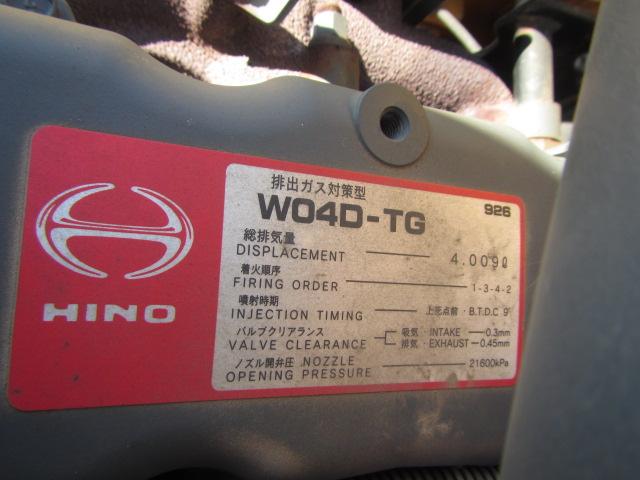 HINO
排出ガス対策型
W04D-TG 926
総排気量
DISPLACEMENT 4.009ℓ
着火順序
FIRING ORDER 1-3-4-2
噴射時期
INJECTION TIMING 上死点前・B.T.D.C 9°
バルブクリアランス 吸気・INTAKE 0.3mm
VALVE CLEARANCE 排気・EXHAUST 0.45mm
ノズル開弁圧 NOZZLE
OPENING PRESSURE 21600kPa